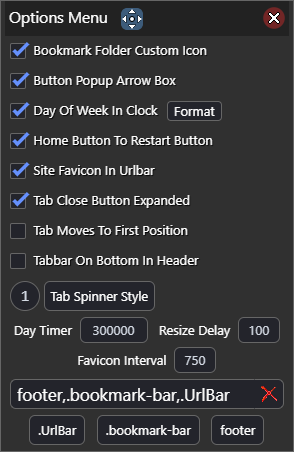 Options Menu
Bookmark Folder Custom Icon
Button Popup Arrow Box
Day Of Week In Clock Format
Home Button To Restart Button
Site Favicon In Urlbar
Tab Close Button Expanded
Tab Moves To First Position
Tabbar On Bottom In Header
1 Tab Spinner Style
Day Timer 300000 Resize Delay 100
Favicon Interval 750
footer,.bookmark-bar,.UrlBar
.UrlBar .bookmark-bar footer